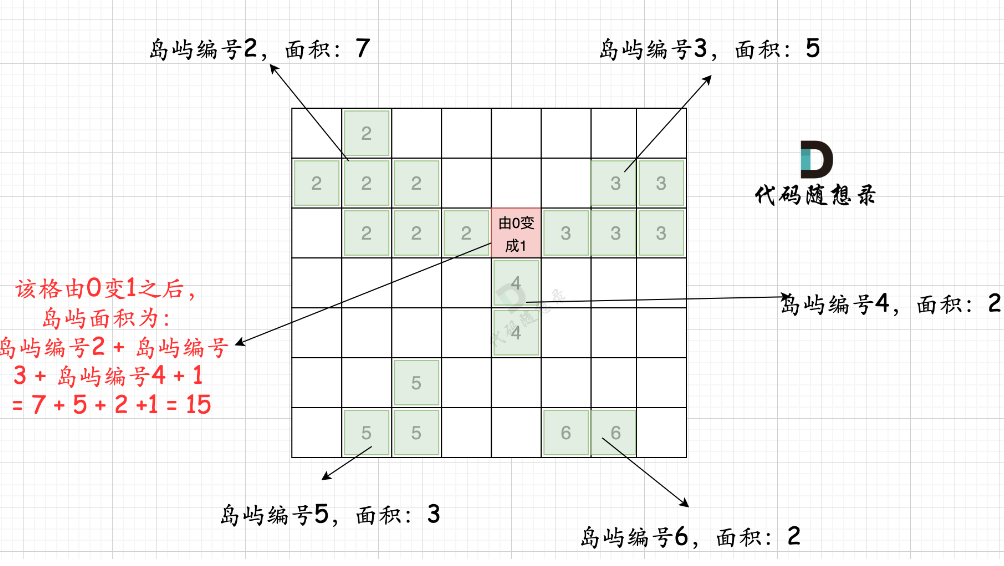 岛屿编号2，面积：7
岛屿编号3，面积：5
2
代码随想录
2 2 2 3 3
2 2 2 由0变 3 3 3
成1
4
该格由0变1之后，
岛屿面积为：
岛屿编号2 + 岛屿编号
3 + 岛屿编号4 + 1
= 7 + 5 + 2 +1 = 15
代码随想录
岛屿编号4，面积：2
4
5
5 5 6 6
岛屿编号5，面积：3
岛屿编号6，面积：2